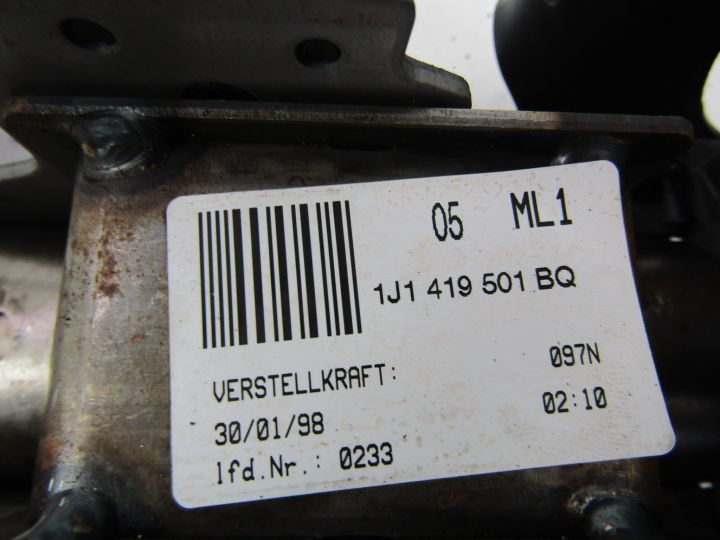 05 ML1
1J1 419 501 BQ
VERSTELLKRAFT: 097N
30/01/98 02:10
lfd.Nr.: 0233